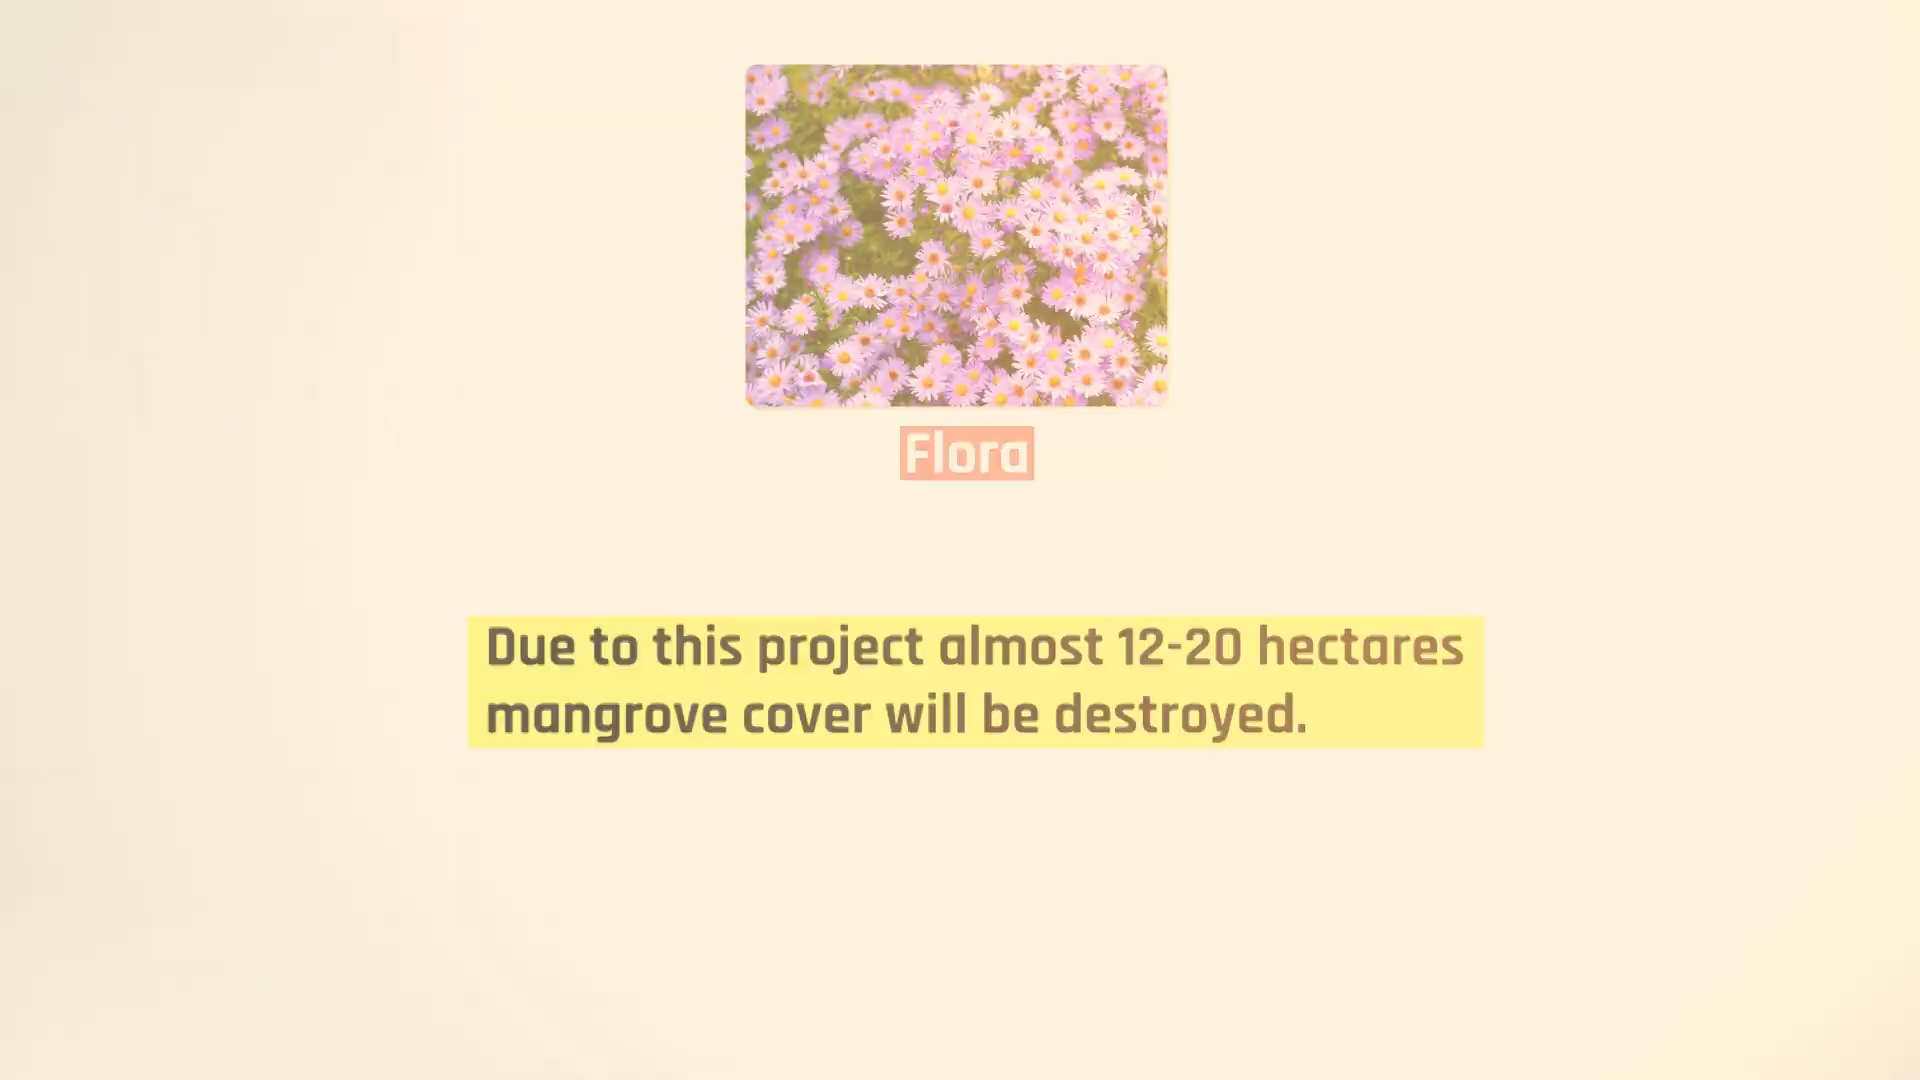 Flora
Due to this project almost 12-20 hectares
mangrove cover will be destroyed.